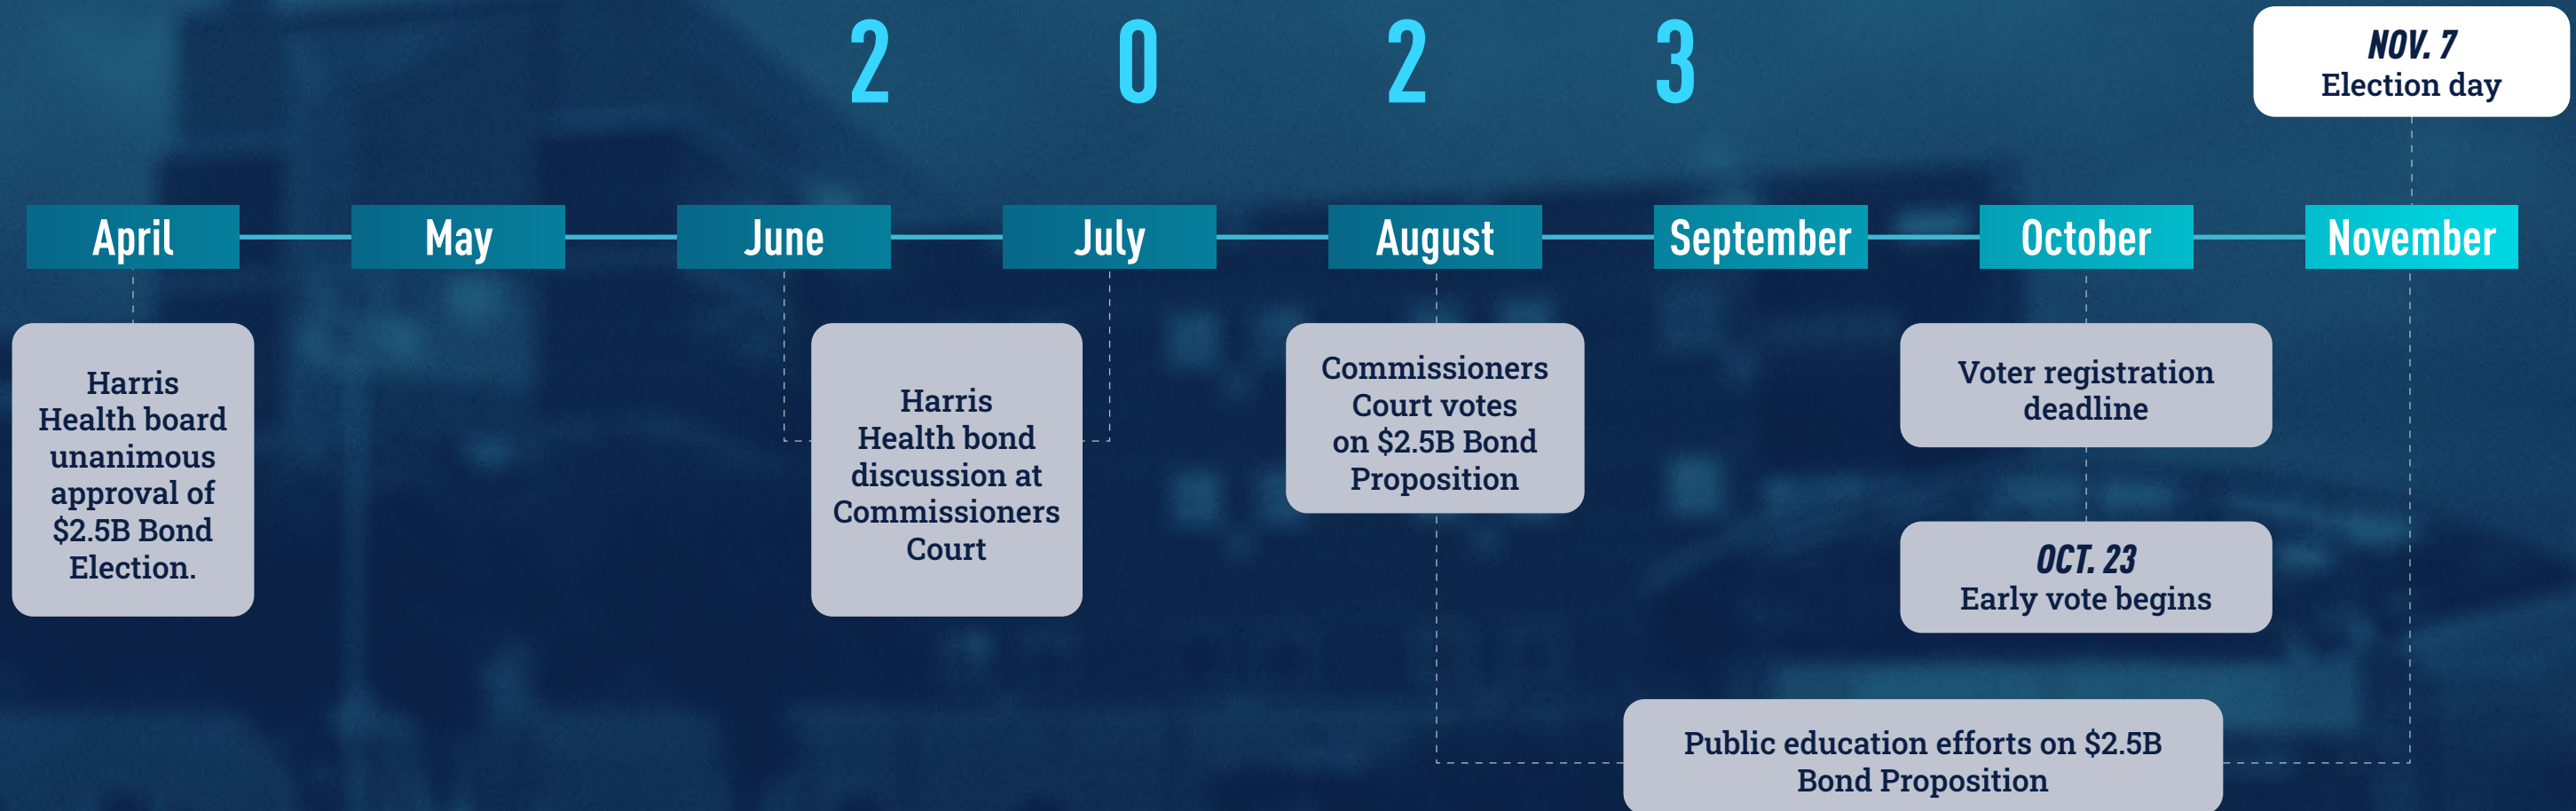 2 0 2 3
NOV. 7
Election day
April
May
June
July
August
September
October
November
Harris
Health board
unanimous
approval of
$2.5B Bond
Election.
Harris
Health bond
discussion at
Commissioners
Court
Commissioners
Court votes
on $2.5B Bond
Proposition
Voter registration
deadline
OCT. 23
Early vote begins
Public education efforts on $2.5B
Bond Proposition